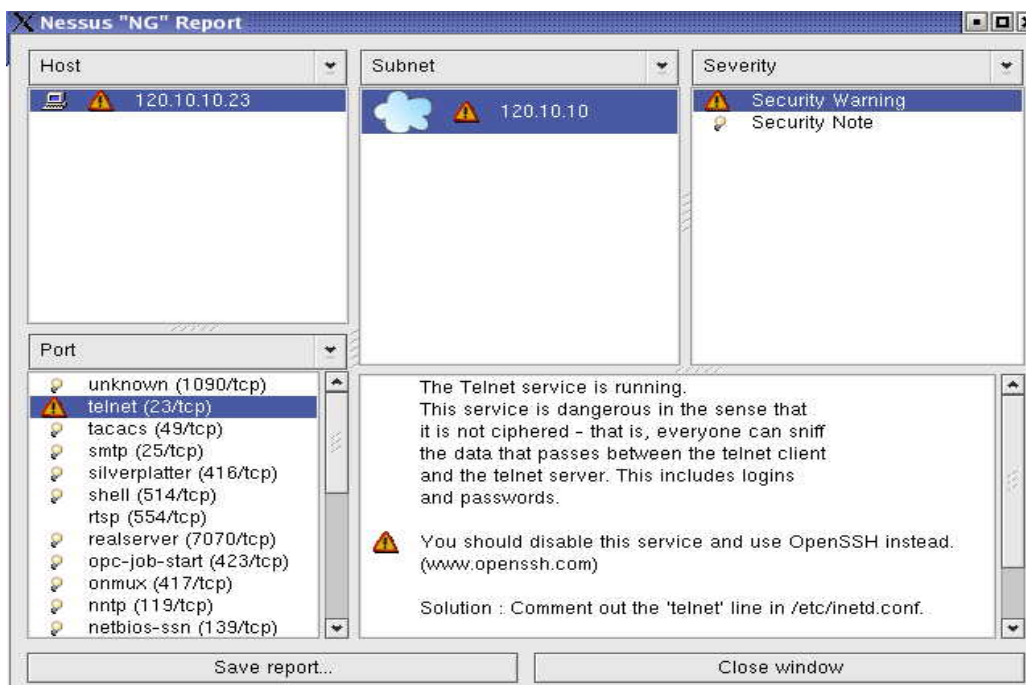 Nessus "NG" Report
Host
120.10.10.23
Subnet
120.10.10
Severity
Security Warning
Security Note
Port
unknown (1090/tcp)
telnet (23/tcp)
tacacs (49/tcp)
smtp (25/tcp)
silverplatter (416/tcp)
shell (514/tcp)
rtsp (554/tcp)
realserver (7070/tcp)
opc-job-start (423/tcp)
onmux (417/tcp)
nntp (119/tcp)
netbios-ssn (139/tcp)
The Telnet service is running.
This service is dangerous in the sense that
it is not ciphered - that is, everyone can sniff
the data that passes between the telnet client
and the telnet server. This includes logins
and passwords.
You should disable this service and use OpenSSH instead.
(www.openssh.com)
Solution : Comment out the 'telnet' line in /etc/inetd.conf.
Save report...
Close window